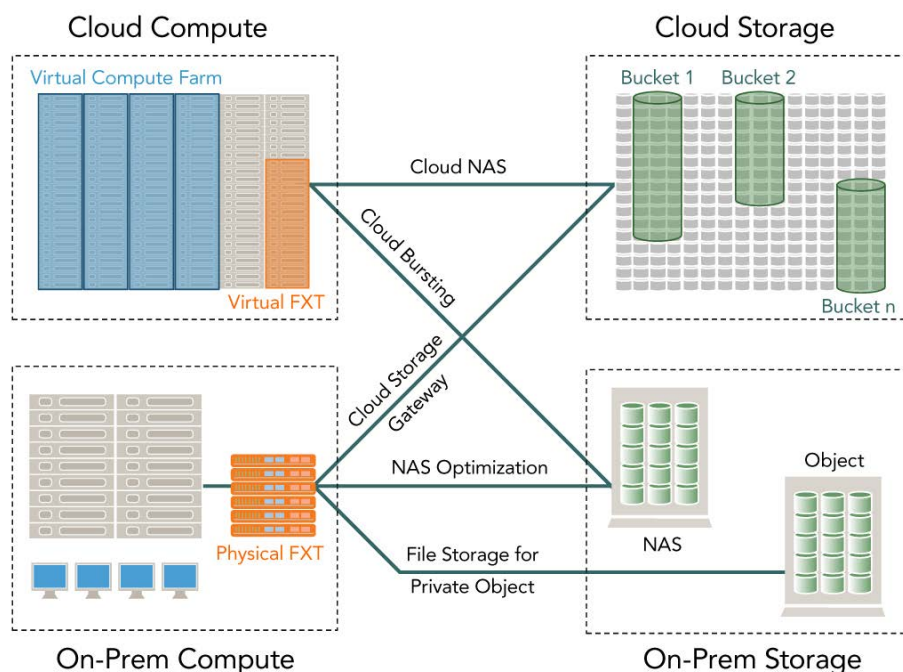 Cloud Compute
Cloud Storage
Virtual Compute Farm
Bucket 1
Bucket 2
Cloud NAS
Cloud Bursting
Virtual FXT
Bucket n
Cloud Storage
Gateway
NAS Optimization
Object
Physical FXT
File Storage for
Private Object
NAS
On-Prem Compute
On-Prem Storage